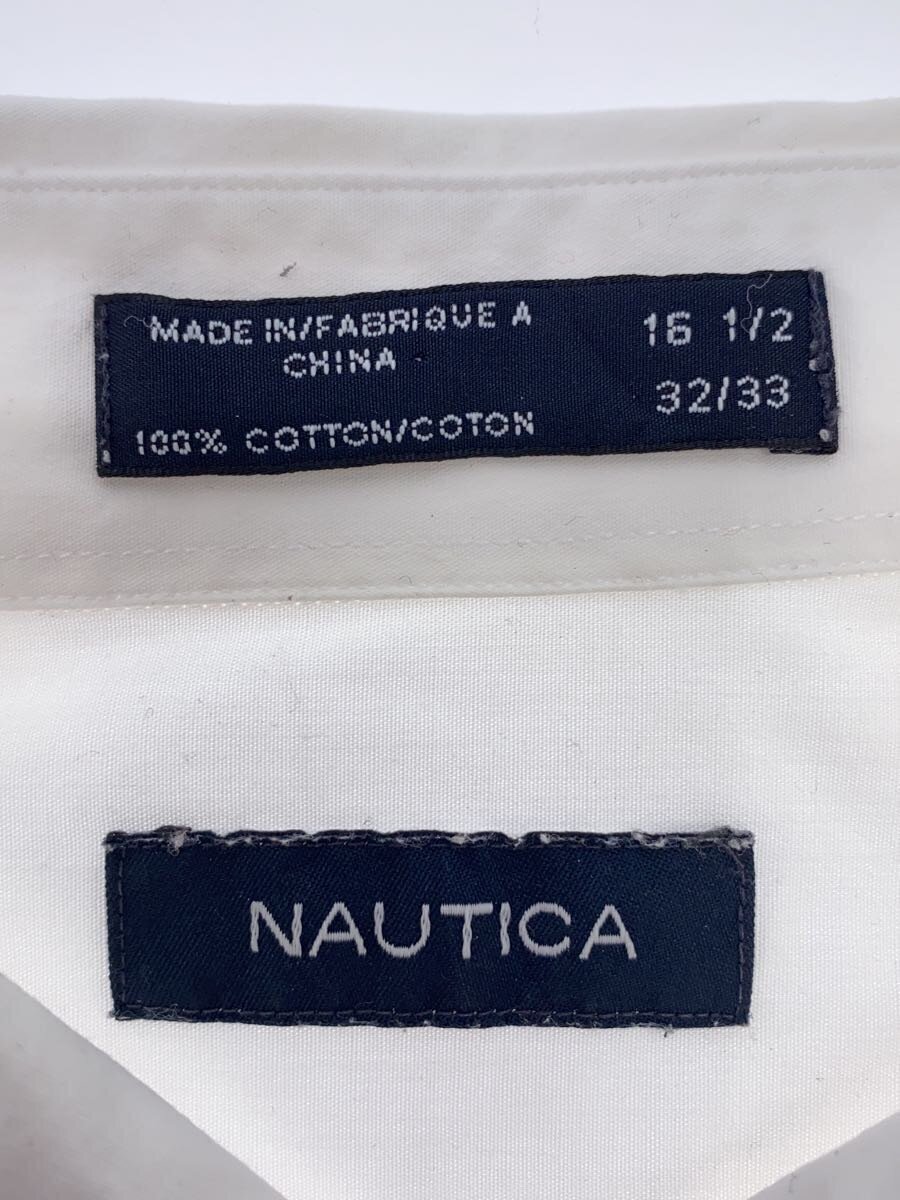 MADE IN/FABRIQUE A
CHINA
100% COTTON/COTON
16 1/2
32/33
NAUTICA